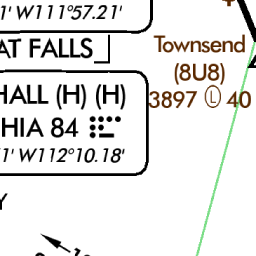 1' W111°57.21'
AT FALLS
Townsend
(8U8)
3897 Ⓛ 40
HALL (H) (H)
HIA 84
1' W112°10.18'
Y